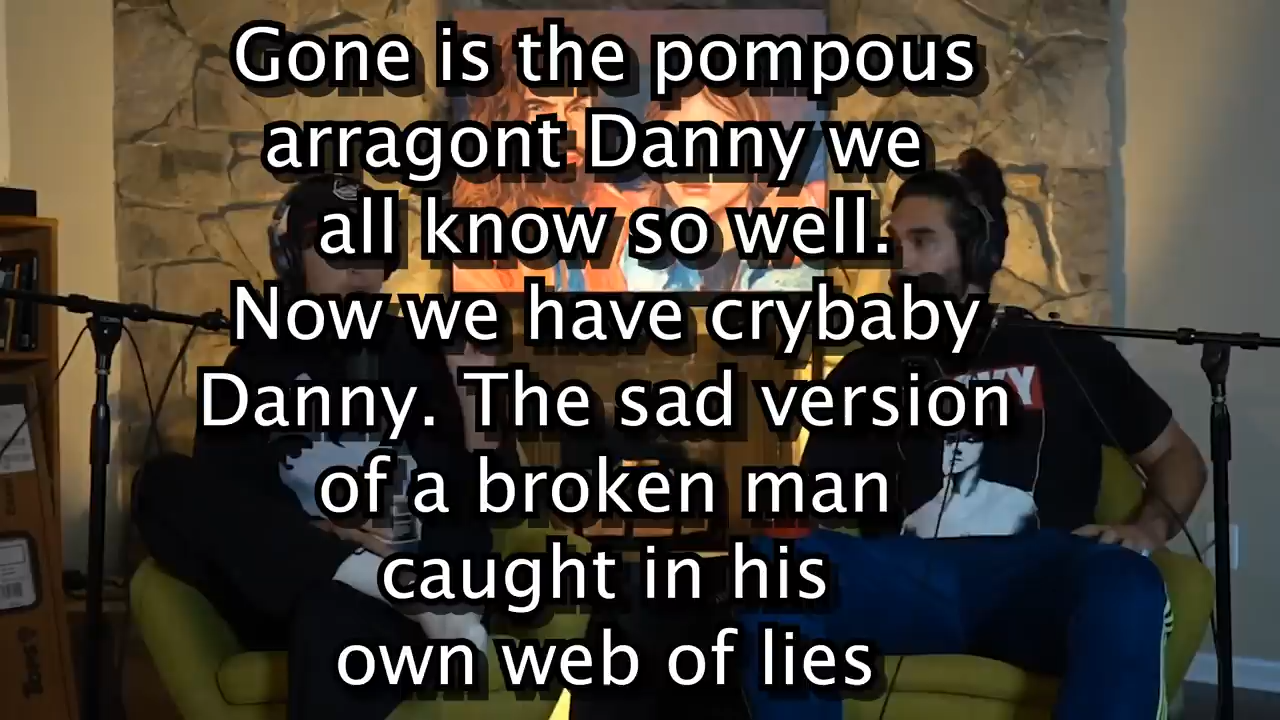 Gone is the pompous
arragont Danny we
all know so well.
Now we have crybaby
Danny. The sad version
of a broken man
caught in his
own web of lies